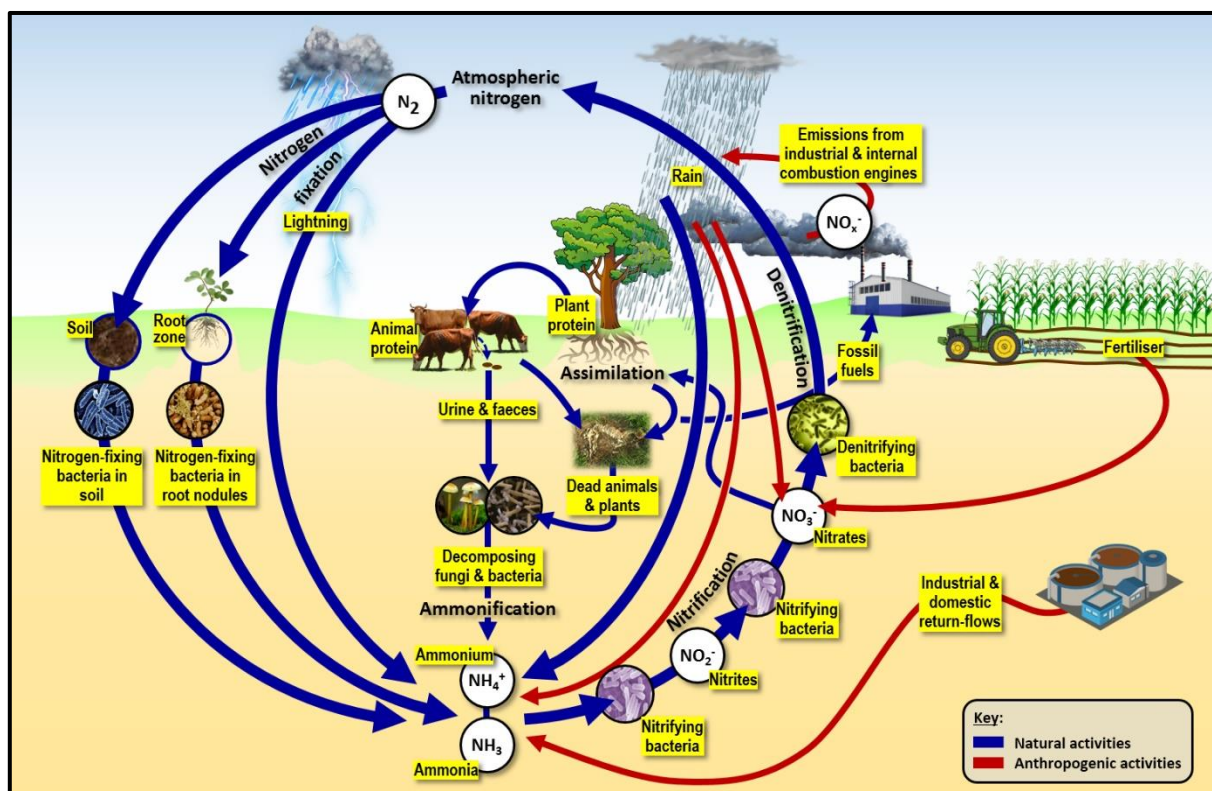 Atmospheric
nitrogen
N2
Nitrogen
fixation
Lightning
Rain
Emissions from
industrial & internal
combustion engines
NOx-
Soil
Root
zone
Animal
protein
Plant
protein
Assimilation
Denitrification
Fossil
fuels
Fertiliser
Urine & faeces
Nitrogen-fixing
bacteria in
soil
Nitrogen-fixing
bacteria in
root nodules
Dead animals
& plants
Denitrifying
bacteria
NO3-
Nitrates
Decomposing
fungi & bacteria
Ammonification
Nitrification
Nitrifying
bacteria
Industrial &
domestic
return-flows
Ammonium
NH4+
NO2-
Nitrites
Nitrifying
bacteria
NH3
Ammonia
Key:
Natural activities
Anthropogenic activities